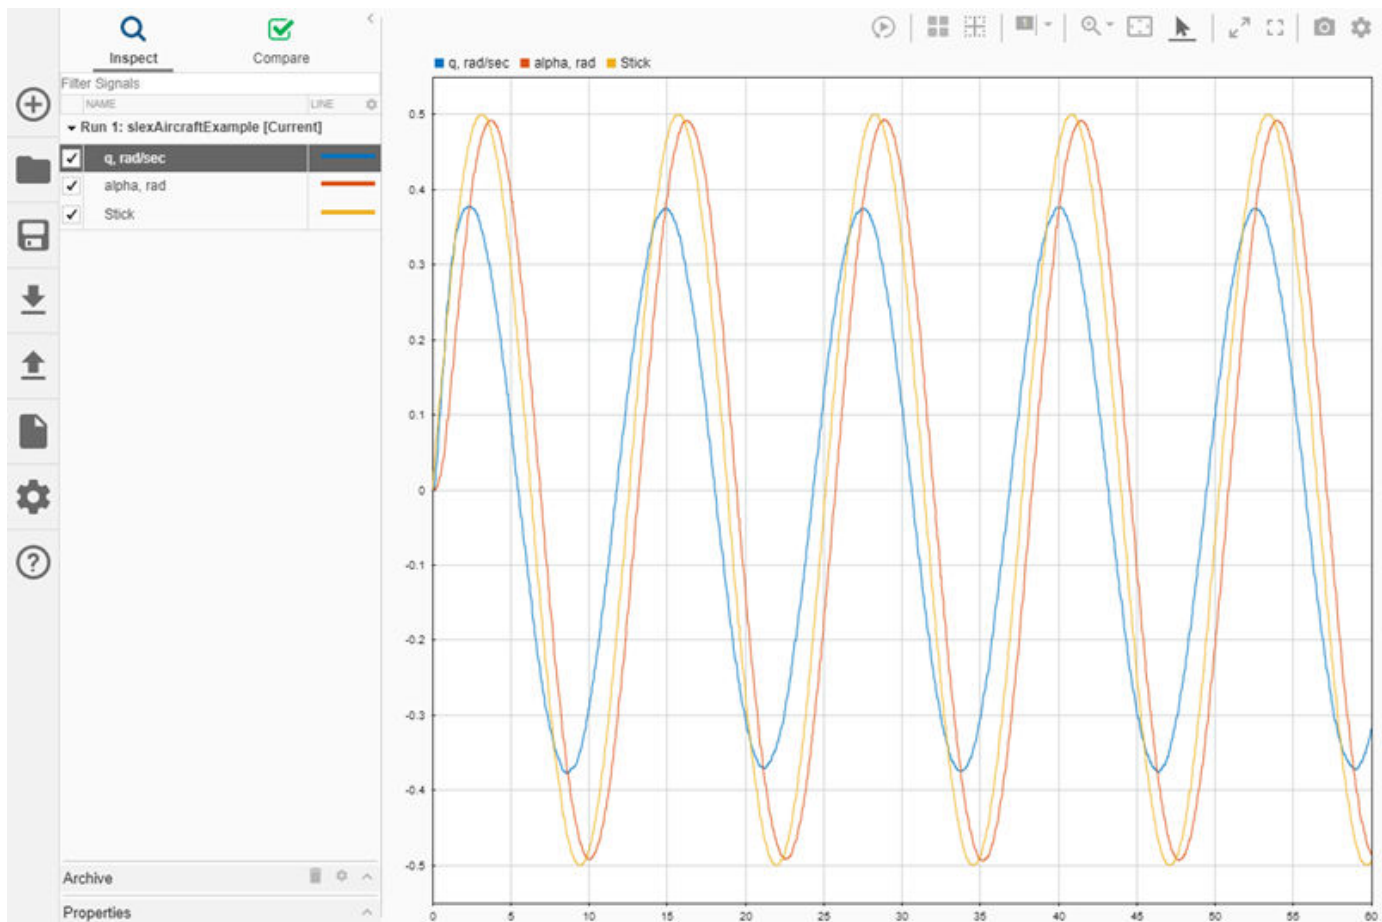 Inspect
Compare
Filter Signals
NAME LINE
Run 1: slexAircraftExample [Current]
q, rad/sec
alpha, rad
Stick
Archive
Properties
1
q, rad/sec alpha, rad Stick
0.5
0.4
0.3
0.2
0.1
0
-0.1
-0.2
-0.3
-0.4
-0.5
0 5 10 15 20 25 30 35 40 45 50 55 60